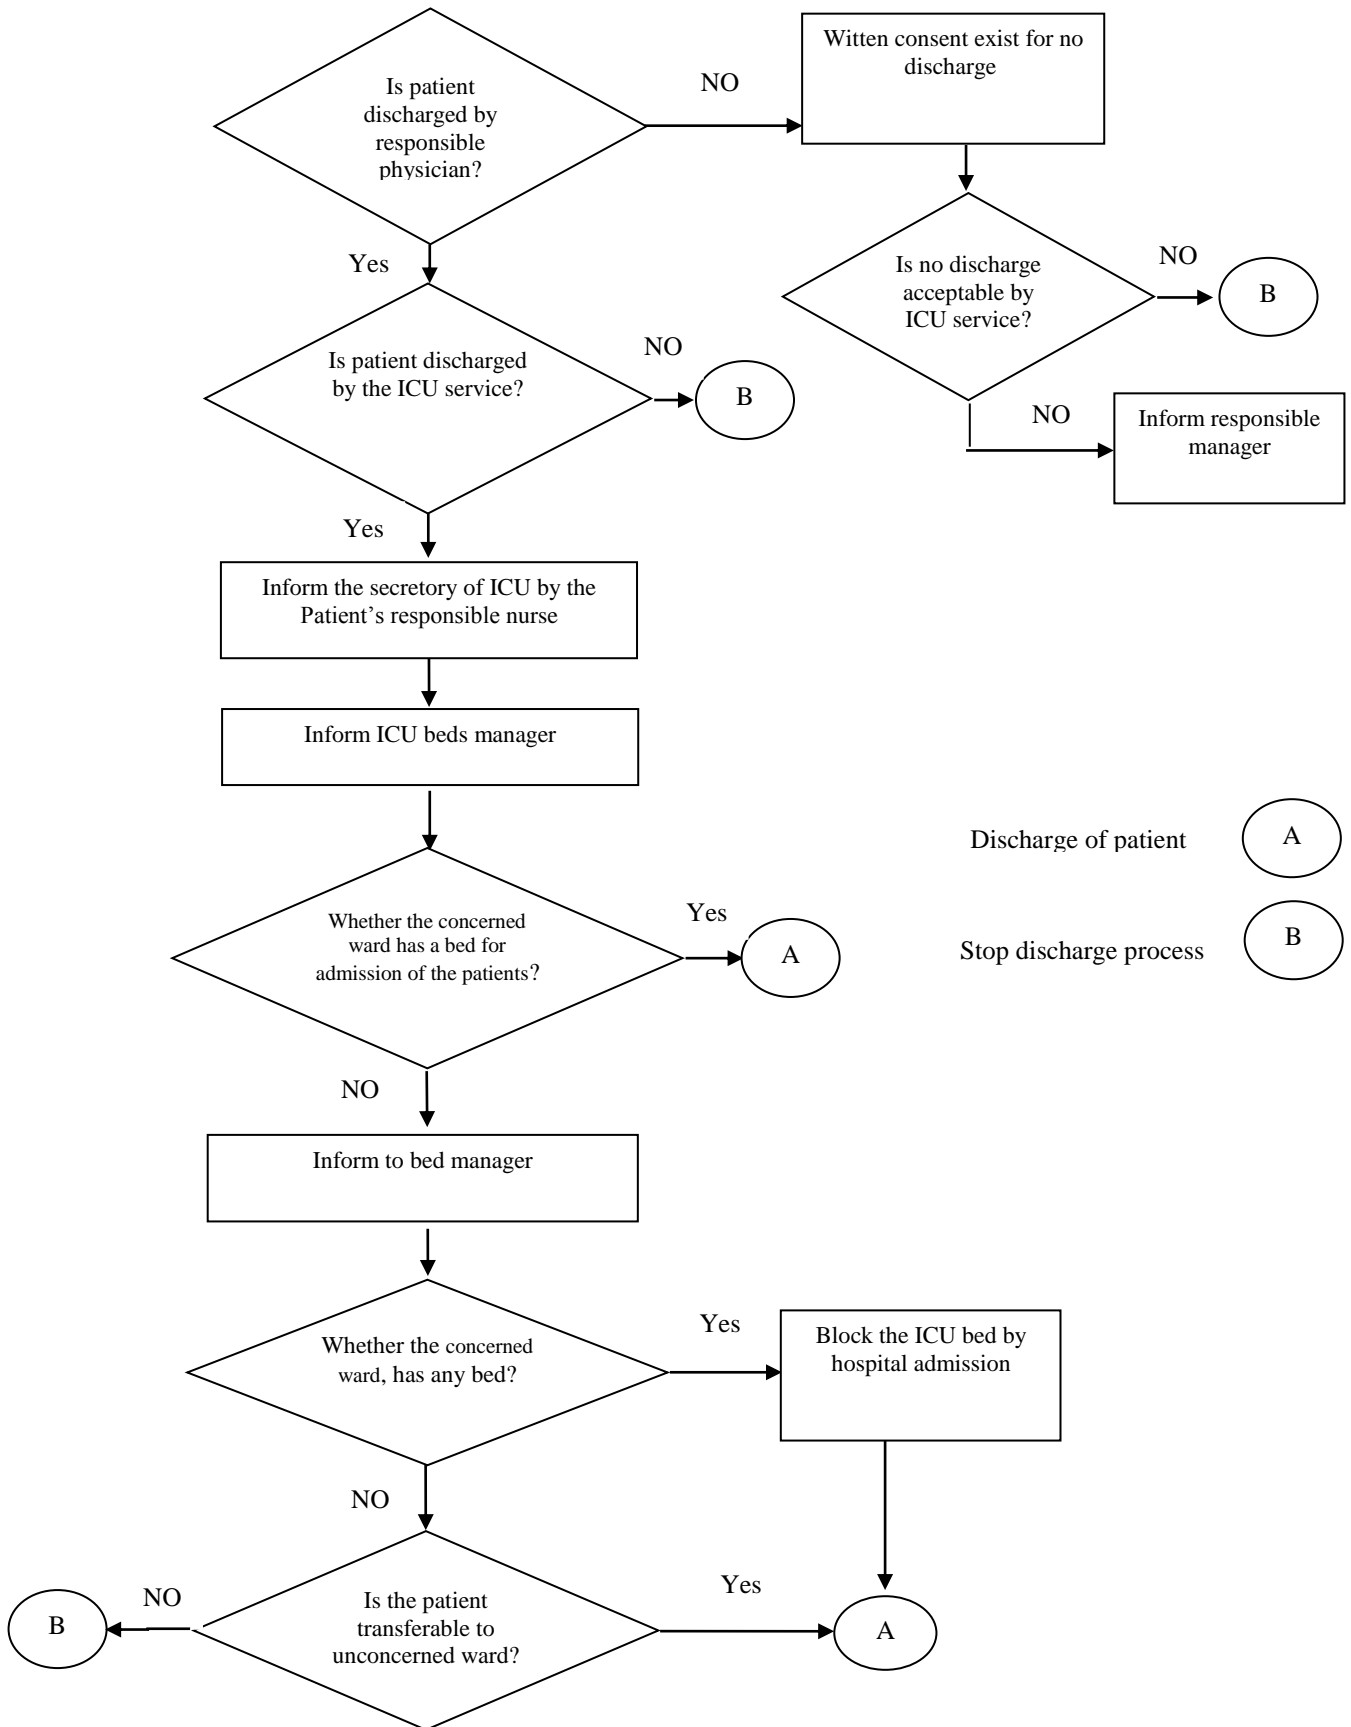 Is patient
discharged by
responsible
physician?
NO
Witten consent exist for no
discharge
Yes
Is no discharge
acceptable by
ICU service?
NO
B
Is patient discharged
by the ICU service?
NO
B
NO
Inform responsible
manager
Yes
Inform the secretory of ICU by the
Patient’s responsible nurse
Inform ICU beds manager
Discharge of patient
A
Whether the concerned
ward has a bed for
admission of the patients?
Yes
A
Stop discharge process
B
NO
Inform to bed manager
Whether the concerned
ward, has any bed?
Yes
Block the ICU bed by
hospital admission
NO
Is the patient
transferable to
unconcerned ward?
NO
B
Yes
A